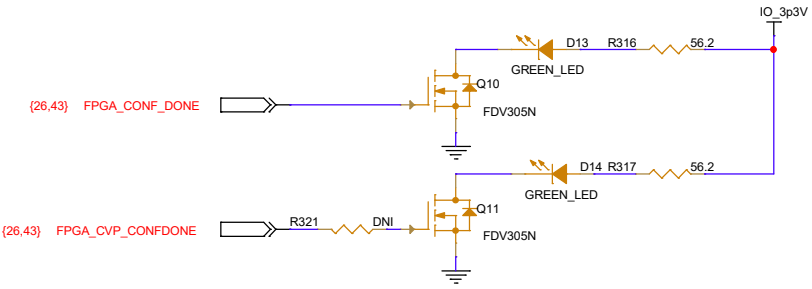 IO_3p3V
D13 R316 56.2
GREEN_LED
Q10
{26,43} FPGA_CONF_DONE
FDV305N
D14 R317 56.2
GREEN_LED
Q11
R321 DNI
{26,43} FPGA_CVP_CONFDONE
FDV305N